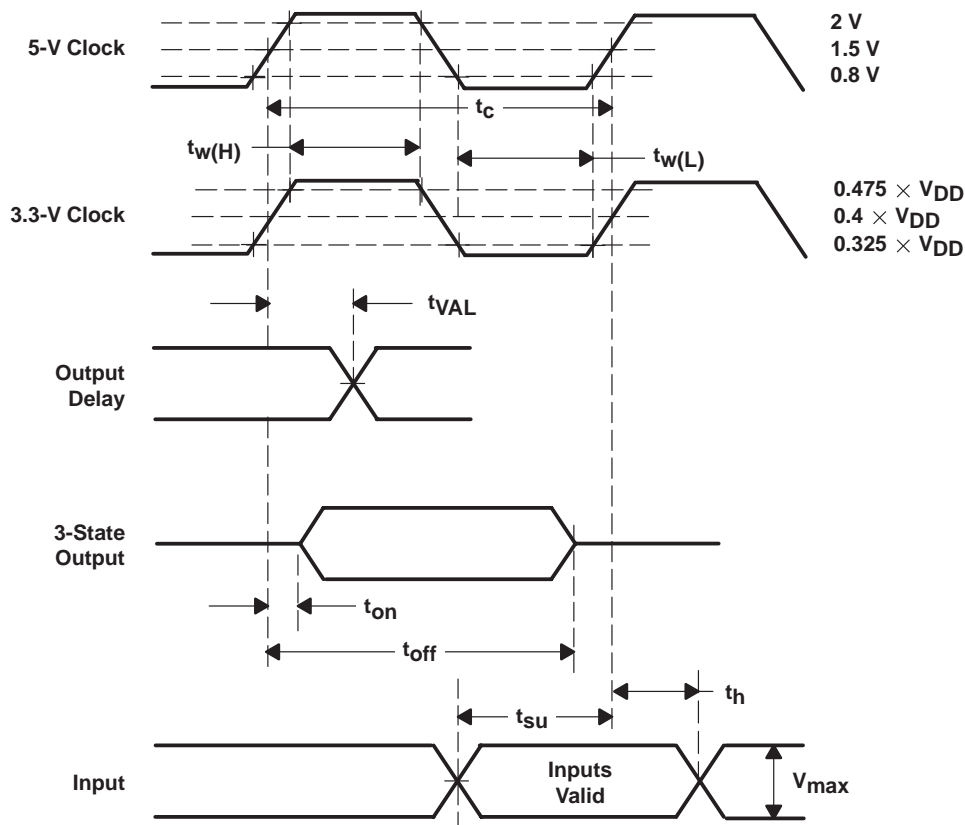 5-V Clock
2 V
1.5 V
0.8 V
tc
tw(H)
tw(L)
3.3-V Clock
0.475 × VDD
0.4 × VDD
0.325 × VDD
tVAL
Output
Delay
3-State
Output
ton
toff
th
tsu
Input
Inputs
Valid
Vmax